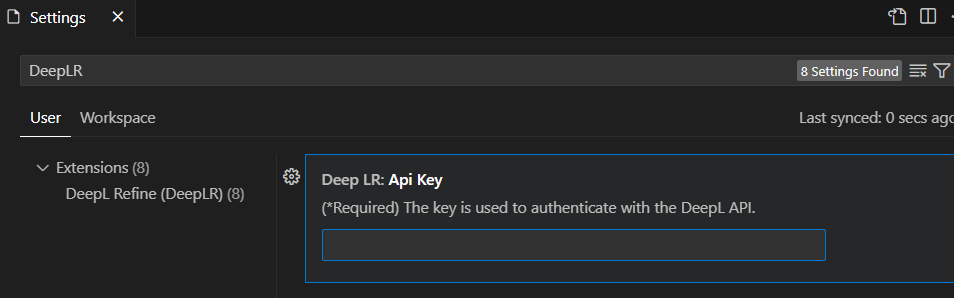 Settings
DeepLR
8 Settings Found
User Workspace
Last synced: 0 secs ago
Extensions (8)
DeepL Refine (DeepLR) (8)
Deep LR: Api Key
(*Required) The key is used to authenticate with the DeepL API.